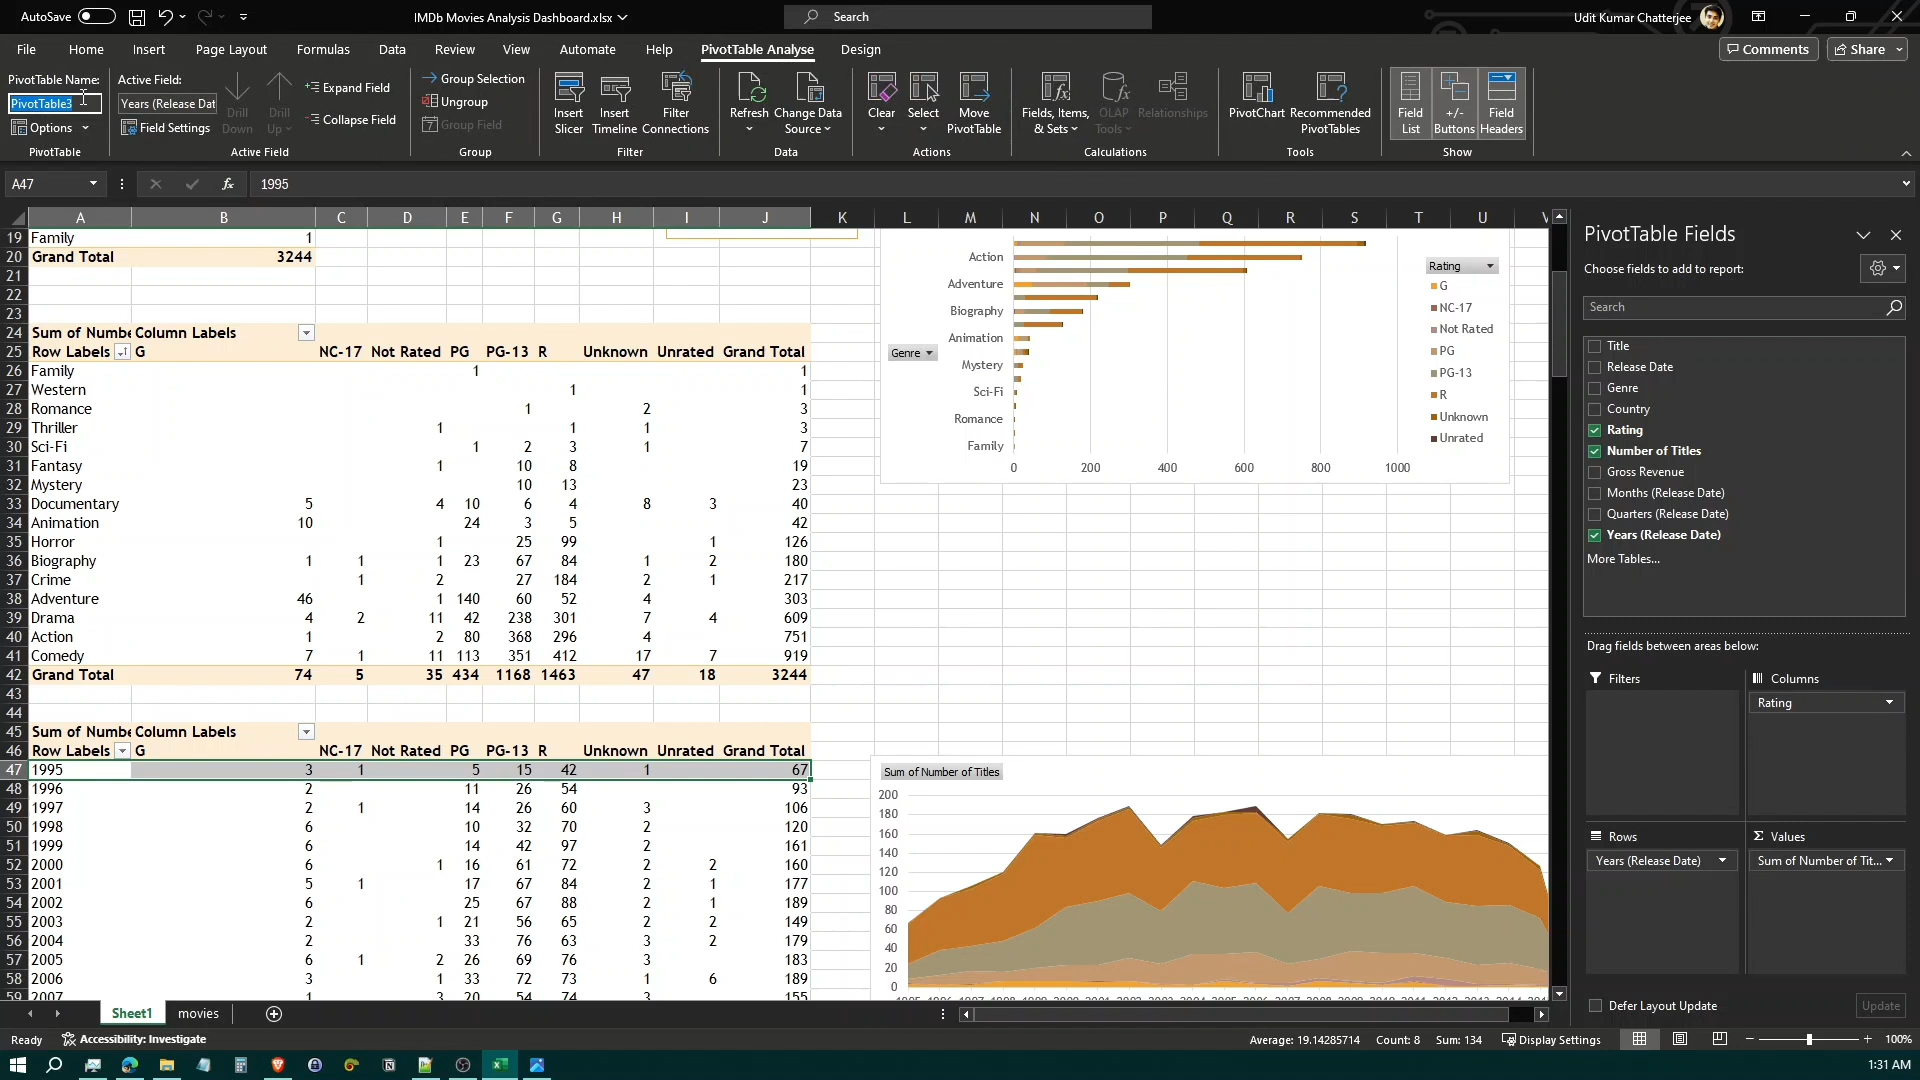 AutoSave
IMDb Movies Analysis Dashboard.xlsx
Search
Udit Kumar Chatterjee
File Home Insert Page Layout Formulas Data Review View Automate Help PivotTable Analyse Design Comments Share
PivotTable Name:
PivotTable3
Options
PivotTable
Active Field:
Years (Release Dat
Field Settings
Drill Down
Drill Up
Expand Field
Collapse Field
Active Field
Group Selection
Ungroup
Group Field
Group
Insert Slicer
Insert Timeline
Filter Connections
Filter
Refresh
Change Data Source
Data
Clear
Select
Move PivotTable
Actions
Fields, Items, & Sets
OLAP Tools
Relationships
Calculations
PivotChart
Recommended PivotTables
Tools
Field List
+/- Buttons
Field Headers
Show
A47 fx 1995
A B C D E F G H I J K L M N O P Q R S T U V
19 Family 1
20 Grand Total 3244
21
22
23
24 Sum of Numbe Column Labels
25 Row Labels G NC-17 Not Rated PG PG-13 R Unknown Unrated Grand Total
26 Family 1 1
27 Western 1 1
28 Romance 1 2 3
29 Thriller 1 1 1 3
30 Sci-Fi 1 2 3 1 7
31 Fantasy 1 10 8 19
32 Mystery 10 13 23
33 Documentary 5 4 10 6 4 8 3 40
34 Animation 10 24 3 5 42
35 Horror 1 25 99 1 126
36 Biography 1 1 1 23 67 84 1 2 180
37 Crime 1 2 27 184 2 1 217
38 Adventure 46 1 140 60 52 4 303
39 Drama 4 2 11 42 238 301 7 4 609
40 Action 1 2 80 368 296 4 751
41 Comedy 7 1 11 113 351 412 17 7 919
42 Grand Total 74 5 35 434 1168 1463 47 18 3244
43
44
45 Sum of Numbe Column Labels
46 Row Labels G NC-17 Not Rated PG PG-13 R Unknown Unrated Grand Total
47 1995 3 1 5 15 42 1 67
48 1996 2 11 26 54 93
49 1997 2 1 14 26 60 3 106
50 1998 6 10 32 70 2 120
51 1999 6 14 42 97 2 161
52 2000 6 1 16 61 72 2 2 160
53 2001 5 1 17 67 84 2 1 177
54 2002 6 25 67 88 2 1 189
55 2003 2 1 21 56 65 2 2 149
56 2004 2 33 76 63 3 2 179
57 2005 6 1 2 26 69 76 3 183
58 2006 3 1 33 72 73 1 6 189
59 2007 1 3 20 54 74 3 155
Genre
Action
Adventure
Biography
Animation
Mystery
Sci-Fi
Romance
Family
0 200 400 600 800 1000
Rating
G
NC-17
Not Rated
PG
PG-13
R
Unknown
Unrated
Sum of Number of Titles
200
180
160
140
120
100
80
60
40
20
0
PivotTable Fields
Choose fields to add to report:
Search
Title
Release Date
Genre
Country
Rating
Number of Titles
Gross Revenue
Months (Release Date)
Quarters (Release Date)
Years (Release Date)
More Tables...
Drag fields between areas below:
Filters
Columns
Rating
Rows
Years (Release Date)
Σ Values
Sum of Number of Tit...
Defer Layout Update
Update
Sheet1 movies
Ready
Accessibility: Investigate
Average: 19.14285714 Count: 8 Sum: 134 Display Settings 100%
1:31 AM